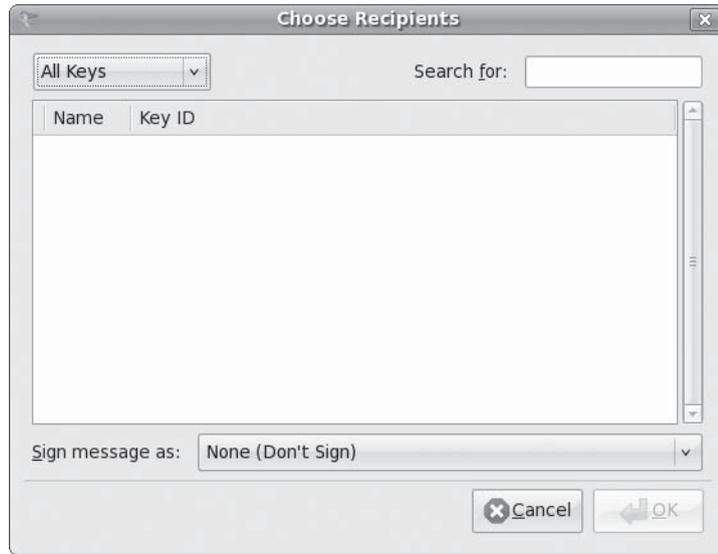 Choose Recipients
All Keys
Search for:
Name Key ID
Sign message as: None (Don't Sign)
Cancel OK